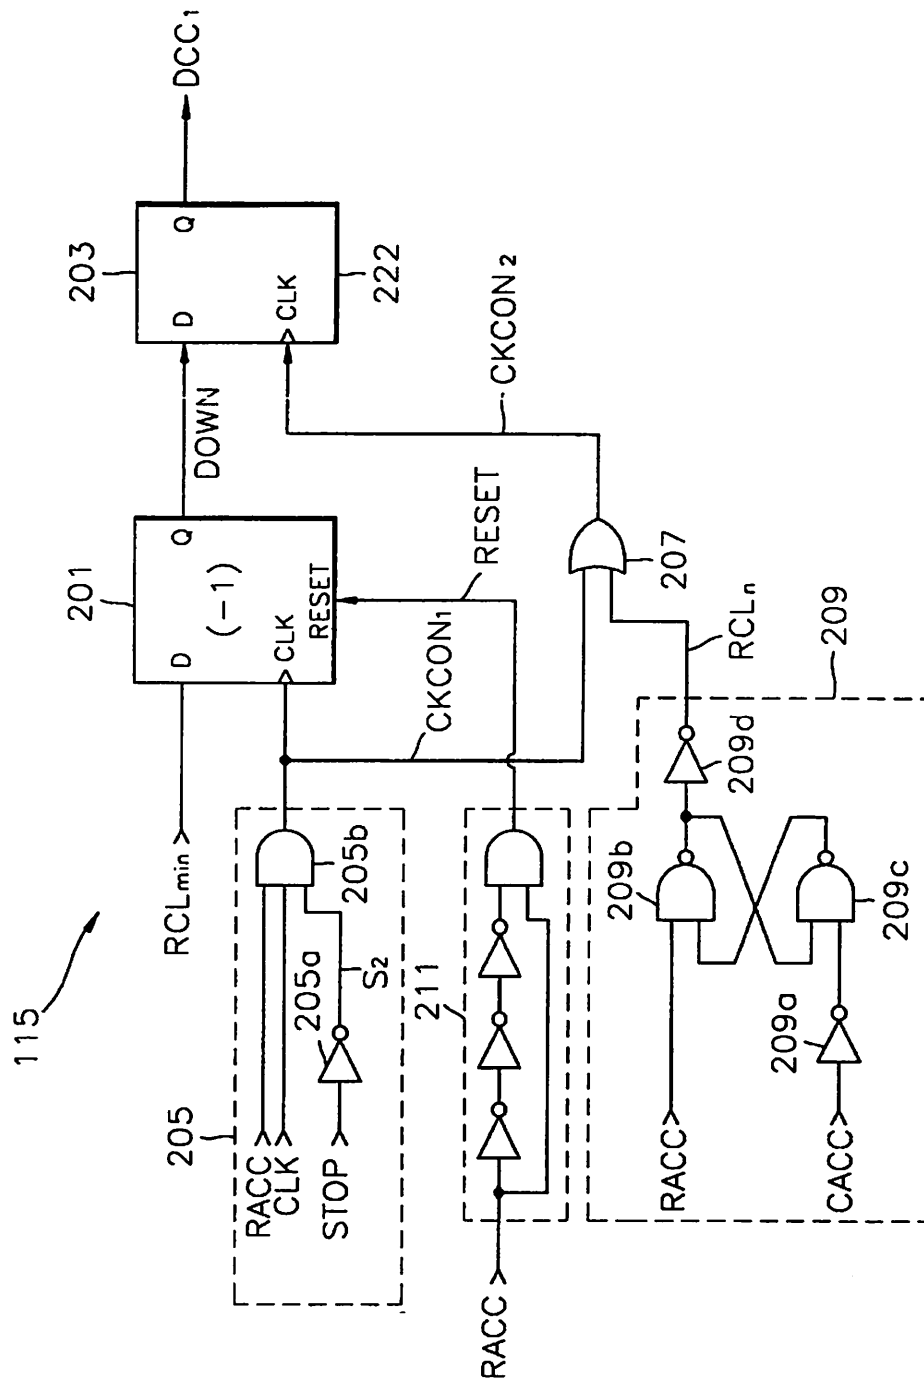 115
RCLmin
201
D
Q
(-1)
CLK
RESET
DOWN
203
D
Q
CLK
222
DCC1
205
RACC
CLK
STOP
205a
S2
205b
CKCON1
RESET
CKCON2
211
RACC
207
RCLn
209
RACC
CACC
209a
209b
209c
209d